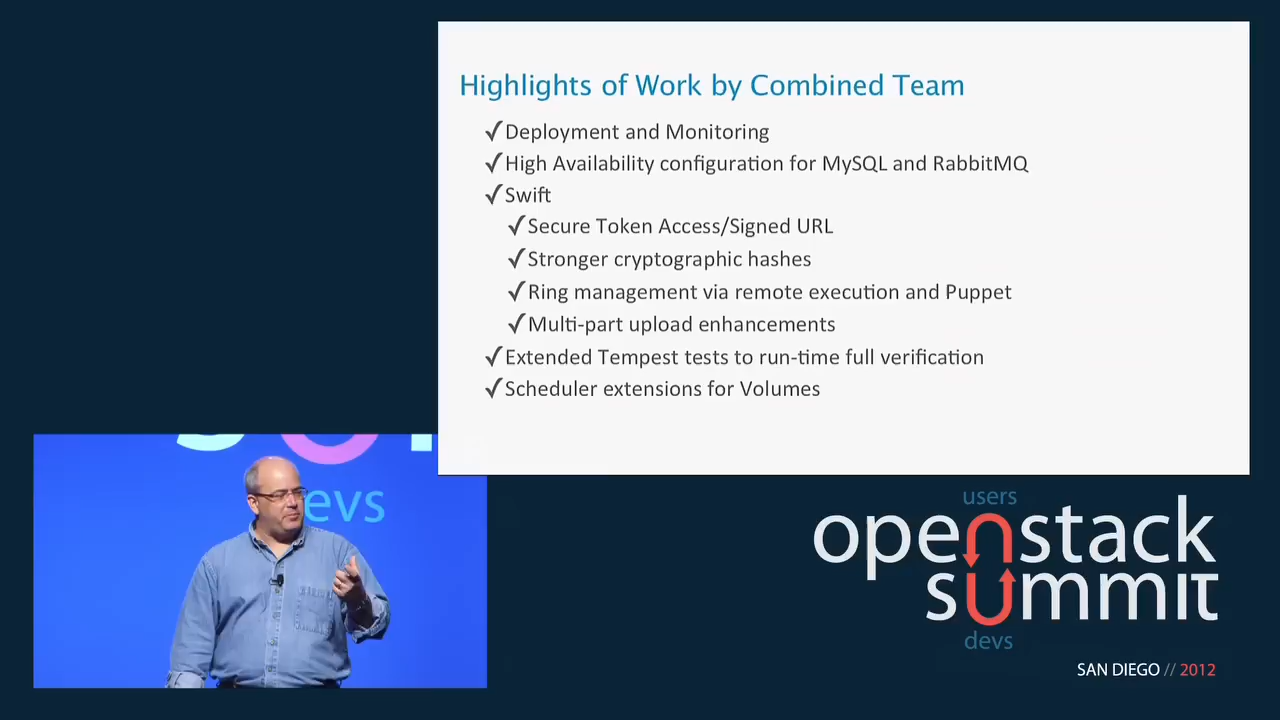 Highlights of Work by Combined Team
✓Deployment and Monitoring
✓High Availability configuration for MySQL and RabbitMQ
✓Swift
✓Secure Token Access/Signed URL
✓Stronger cryptographic hashes
✓Ring management via remote execution and Puppet
✓Multi-part upload enhancements
✓Extended Tempest tests to run-time full verification
✓Scheduler extensions for Volumes
devs
users
openstack
summit
devs
SAN DIEGO // 2012